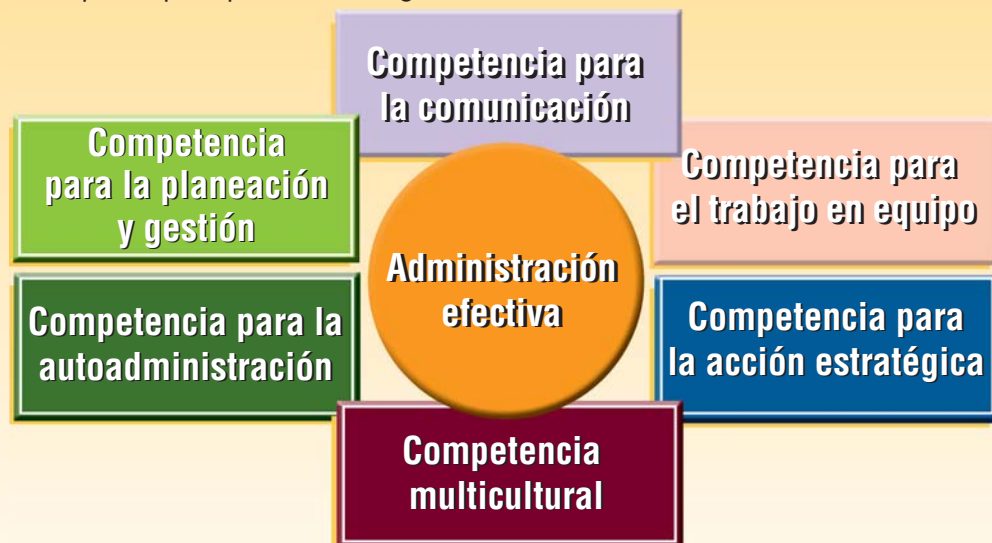 Competencia para
la comunicación
Competencia
para la planeación
y gestión
Competencia para
el trabajo en equipo
Administración
efectiva
Competencia para la
autoadministración
Competencia para
la acción estratégica
Competencia
multicultural